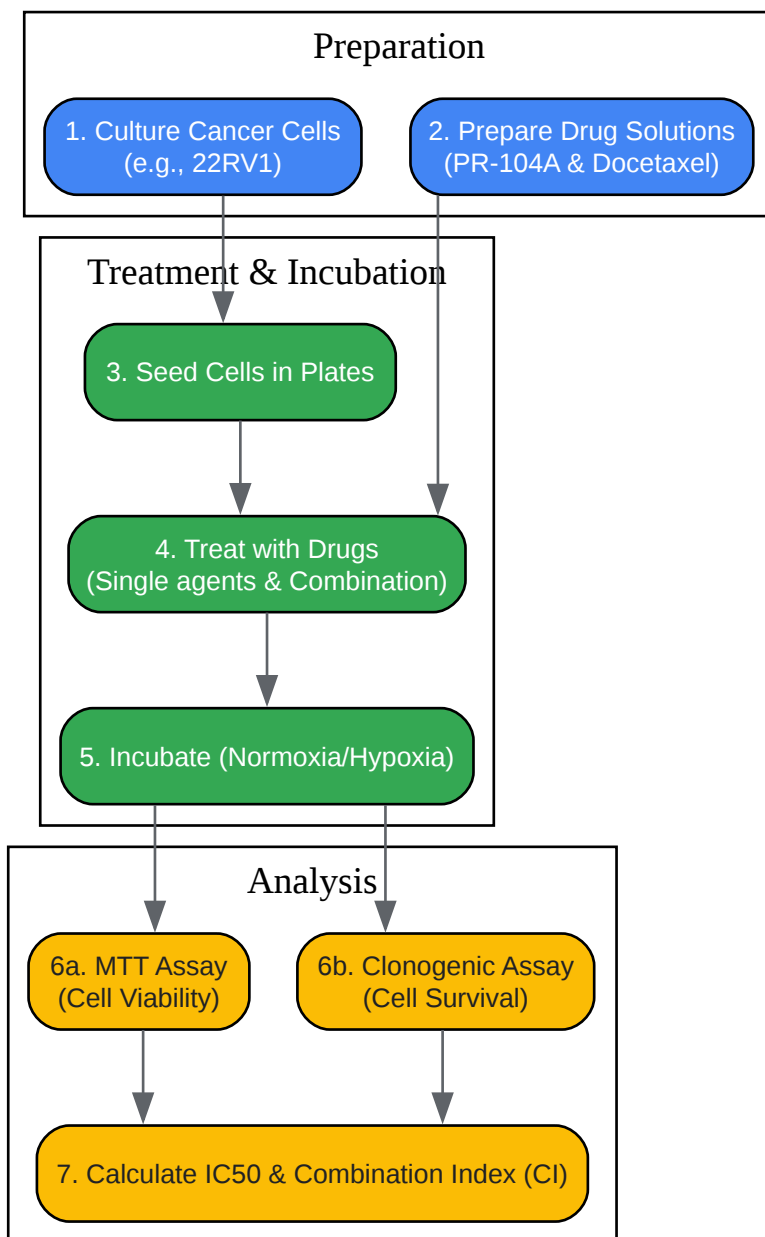 Preparation
1. Culture Cancer Cells
(e.g., 22RV1)
2. Prepare Drug Solutions
(PR-104A & Docetaxel)
Treatment & Incubation
3. Seed Cells in Plates
4. Treat with Drugs
(Single agents & Combination)
5. Incubate (Normoxia/Hypoxia)
Analysis
6a. MTT Assay
(Cell Viability)
6b. Clonogenic Assay
(Cell Survival)
7. Calculate IC50 & Combination Index (CI)